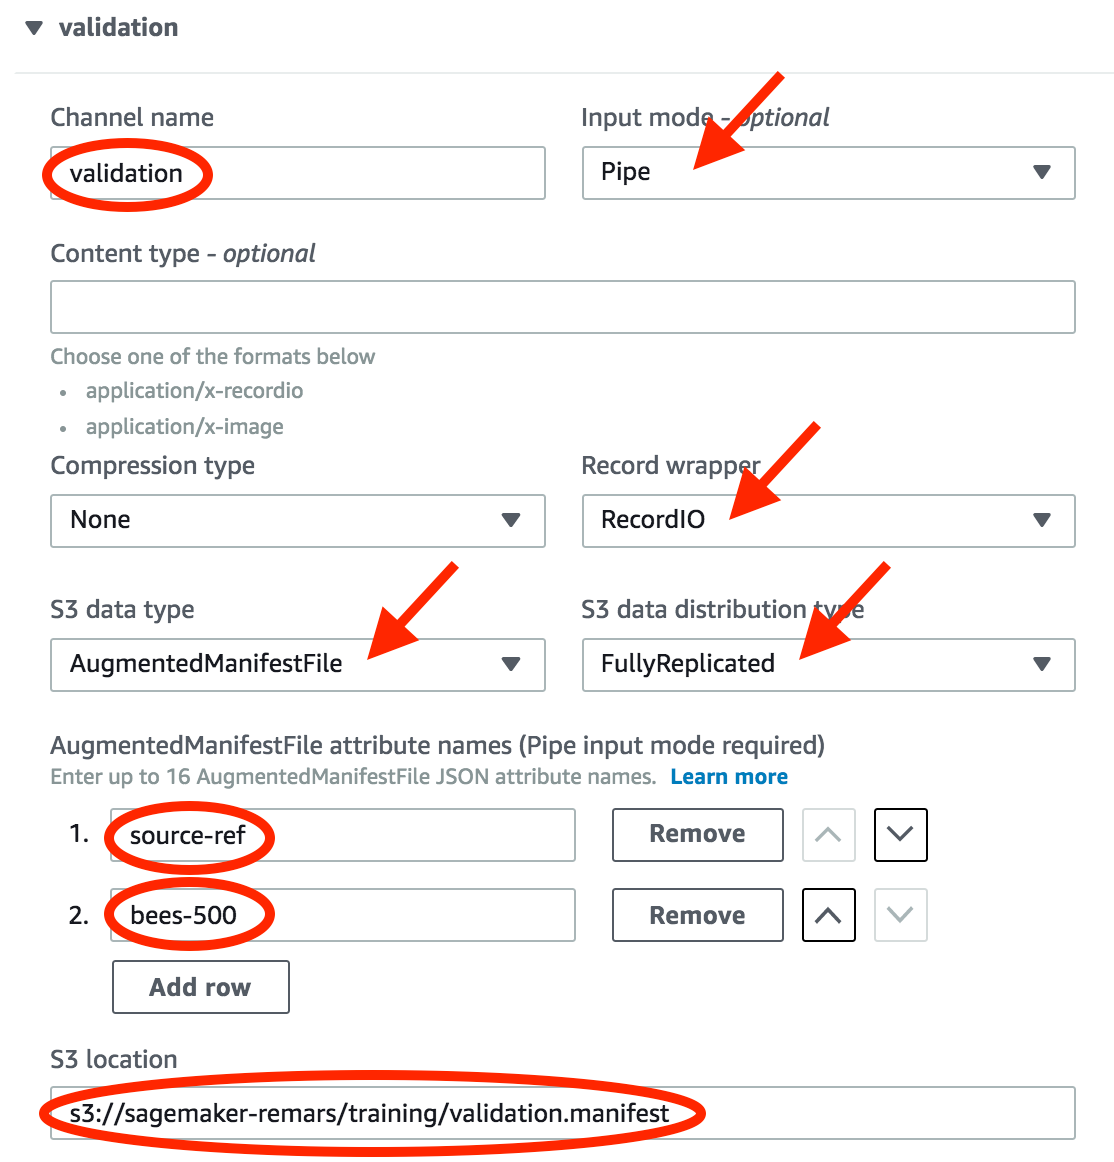 validation
Channel name
Input mode - optional
validation
Pipe
Content type - optional
Choose one of the formats below
• application/x-recordio
• application/x-image
Compression type
Record wrapper
None
RecordIO
S3 data type
S3 data distribution type
AugmentedManifestFile
FullyReplicated
AugmentedManifestFile attribute names (Pipe input mode required)
Enter up to 16 AugmentedManifestFile JSON attribute names. Learn more
1. source-ref Remove
2. bees-500 Remove
Add row
S3 location
s3://sagemaker-remars/training/validation.manifest